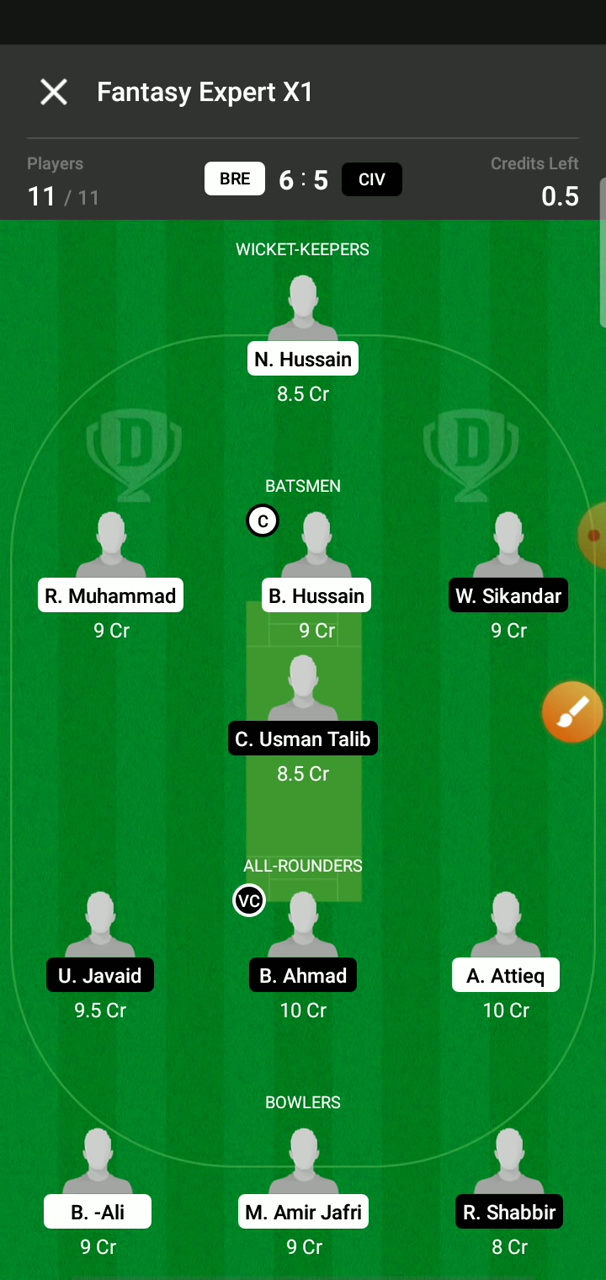 Fantasy Expert X1
Players
Credits Left
11 / 11
BRE 6 : 5 CIV
0.5
WICKET-KEEPERS
N. Hussain
8.5 Cr
D D
BATSMEN
C
R. Muhammad B. Hussain W. Sikandar
9 Cr 9 Cr 9 Cr
C. Usman Talib
8.5 Cr
ALL-ROUNDERS
VC
U. Javaid B. Ahmad A. Attieq
9.5 Cr 10 Cr 10 Cr
BOWLERS
B. -Ali M. Amir Jafri R. Shabbir
9 Cr 9 Cr 8 Cr